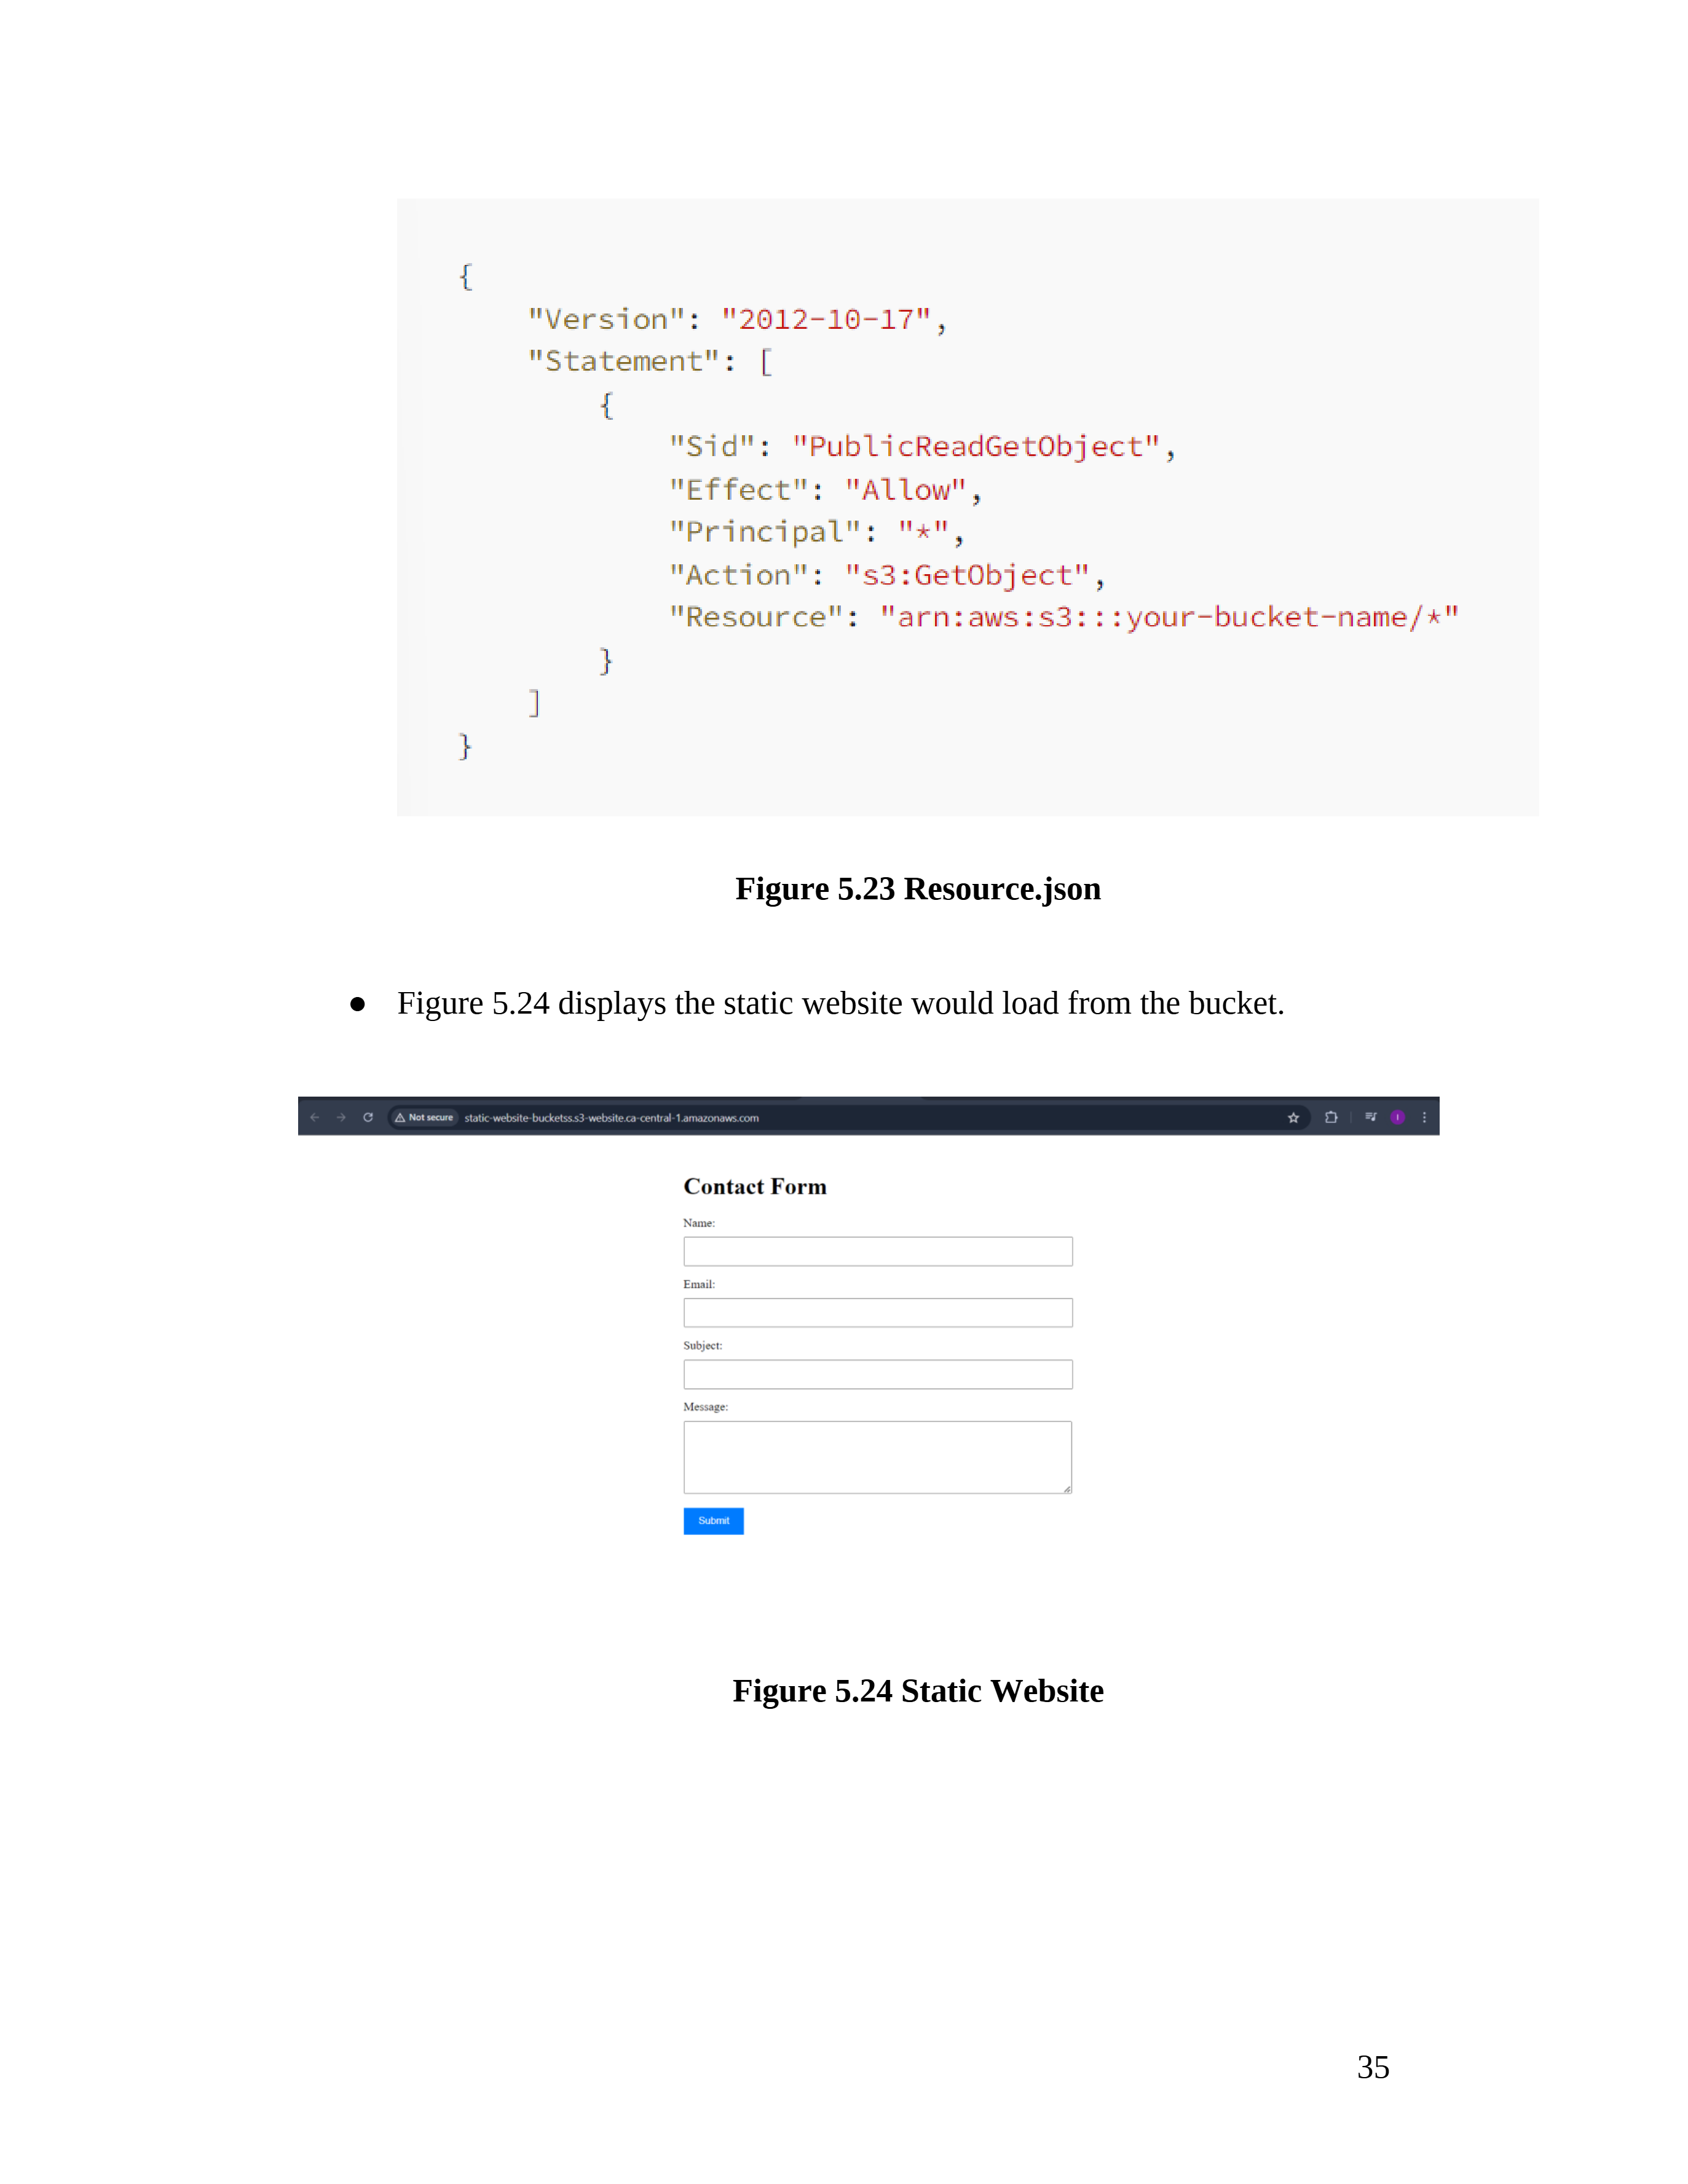 {
"Version": "2012-10-17",
"Statement": [
{
"Sid": "PublicReadGetObject",
"Effect": "Allow",
"Principal": "*",
"Action": "s3:GetObject",
"Resource": "arn:aws:s3:::your-bucket-name/*"
}
]
}
Figure 5.23 Resource.json
● Figure 5.24 displays the static website would load from the bucket.
Not secure static-website-bucketss.s3-website.ca-central-1.amazonaws.com
Contact Form
Name:
Email:
Subject:
Message:
Submit
Figure 5.24 Static Website
35